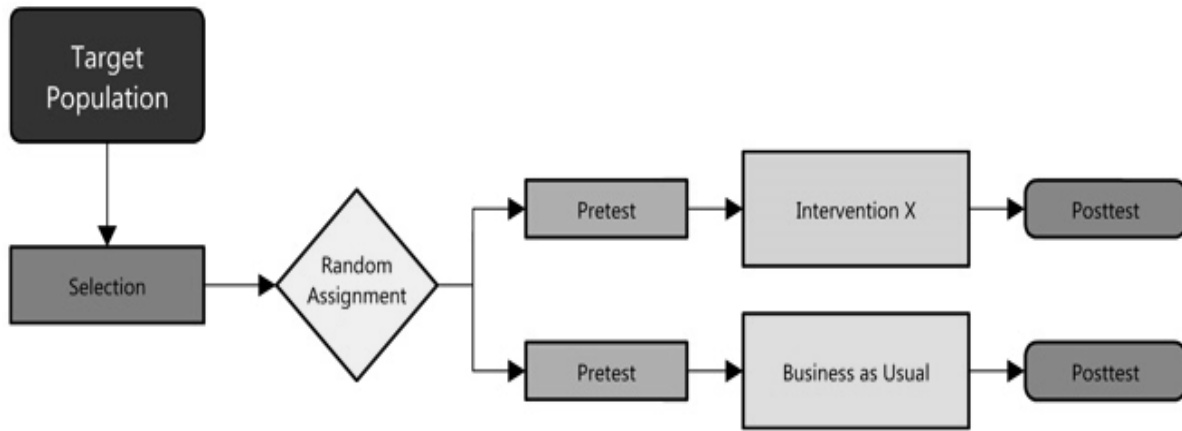 Target
Population
Selection
Random
Assignment
Pretest
Intervention X
Posttest
Pretest
Business as Usual
Posttest